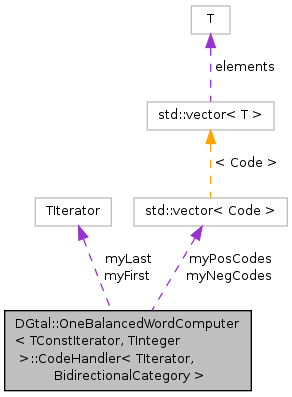 T
elements
std::vector< T >
< Code >
TIterator
std::vector< Code >
myLast
myFirst
myPosCodes
myNegCodes
DGtal::OneBalancedWordComputer
< TConstIterator, TInteger
>::CodeHandler< TIterator,
BidirectionalCategory >